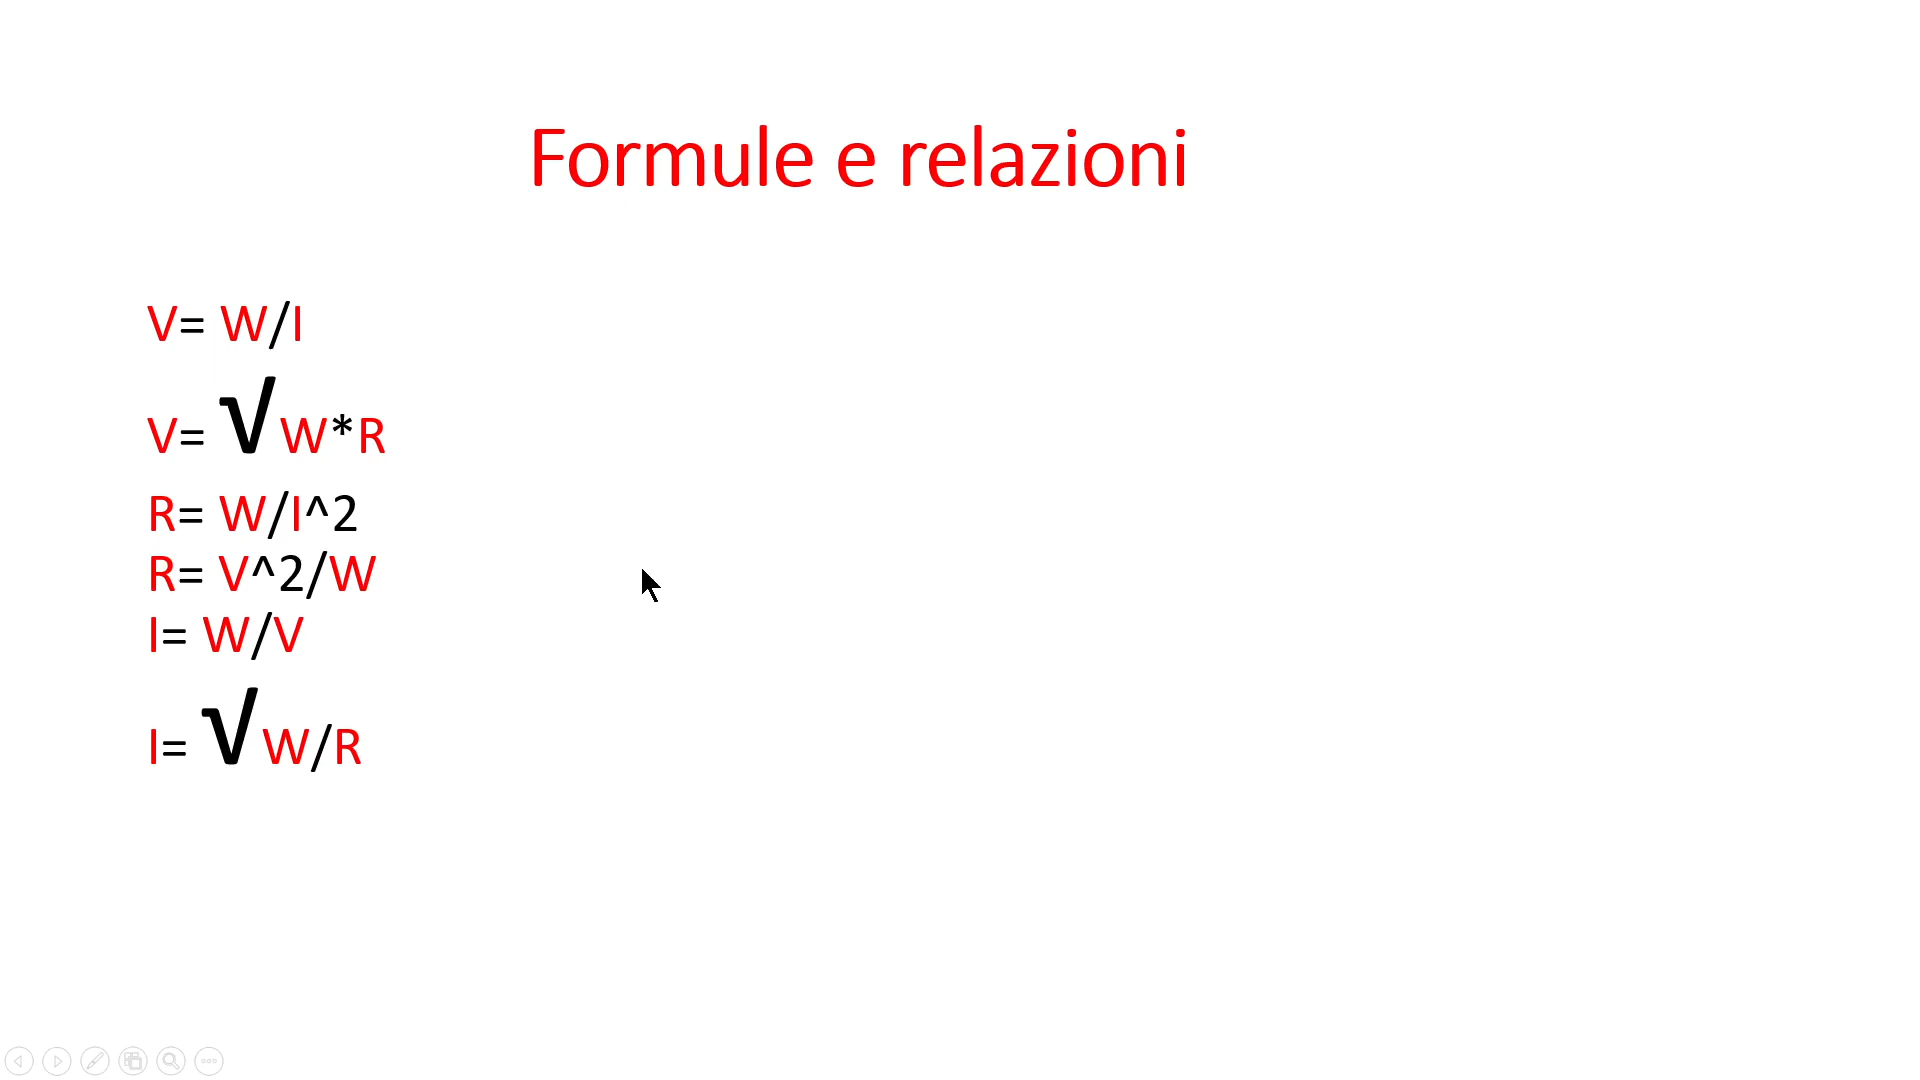 Formule e relazioni
V= W/I
V= √W*R
R= W/I^2
R= V^2/W
I= W/V
I= √W/R